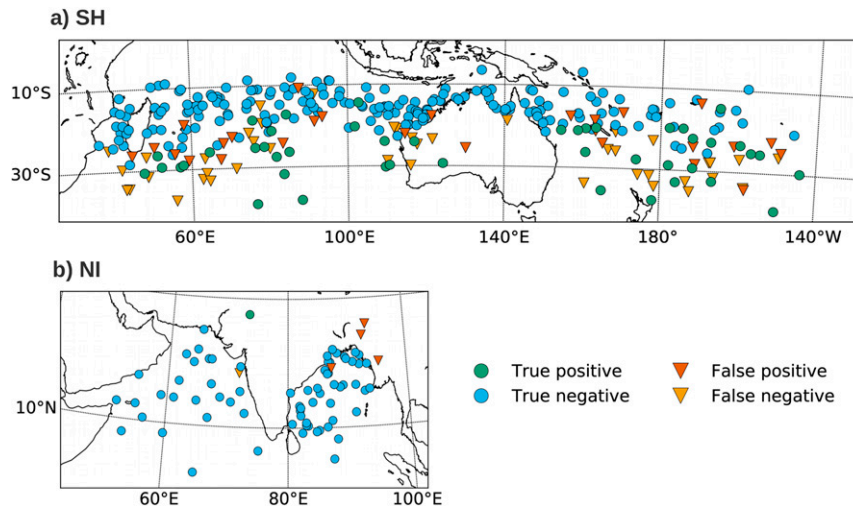 a) SH
10°S
30°S
60°E 100°E 140°E 180° 140°W
b) NI
10°N
60°E 80°E 100°E
True positive False positive
True negative False negative